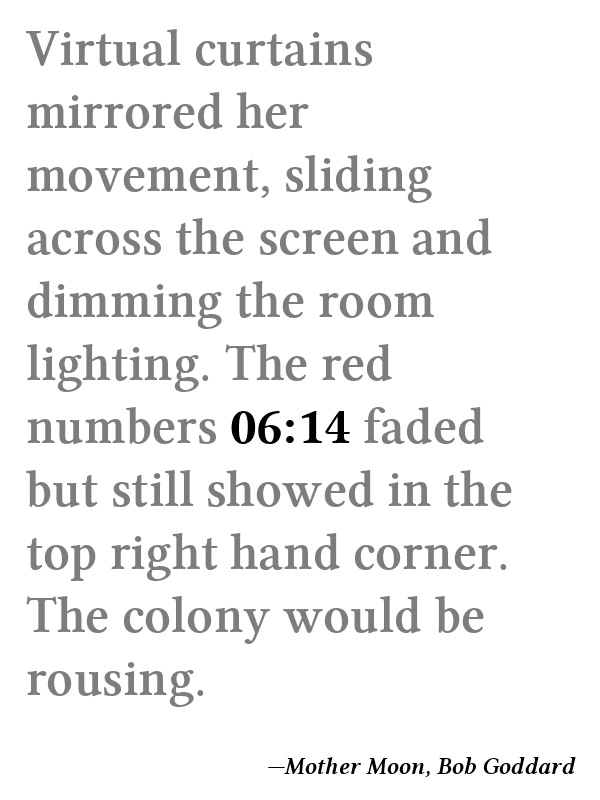 Virtual curtains
mirrored her
movement, sliding
across the screen and
dimming the room
lighting. The red
numbers 06:14 faded
but still showed in the
top right hand corner.
The colony would be
rousing.
—Mother Moon, Bob Goddard